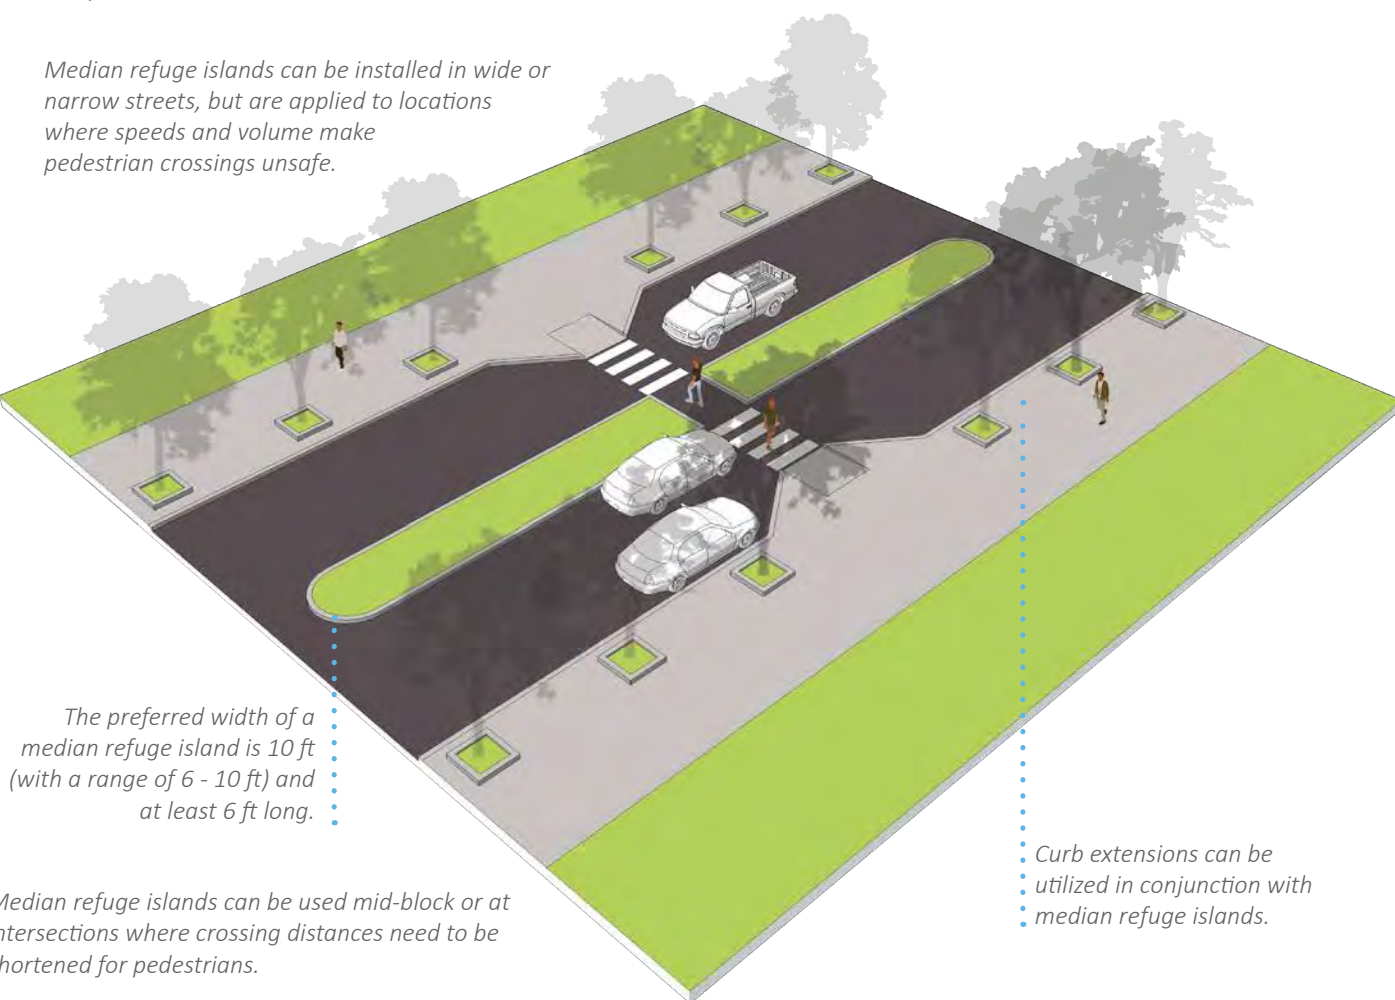 Median refuge islands can be installed in wide or
narrow streets, but are applied to locations
where speeds and volume make
pedestrian crossings unsafe.
The preferred width of a
median refuge island is 10 ft
(with a range of 6 - 10 ft) and
at least 6 ft long.
Curb extensions can be
utilized in conjunction with
median refuge islands.
Median refuge islands can be used mid-block or at
intersections where crossing distances need to be
shortened for pedestrians.